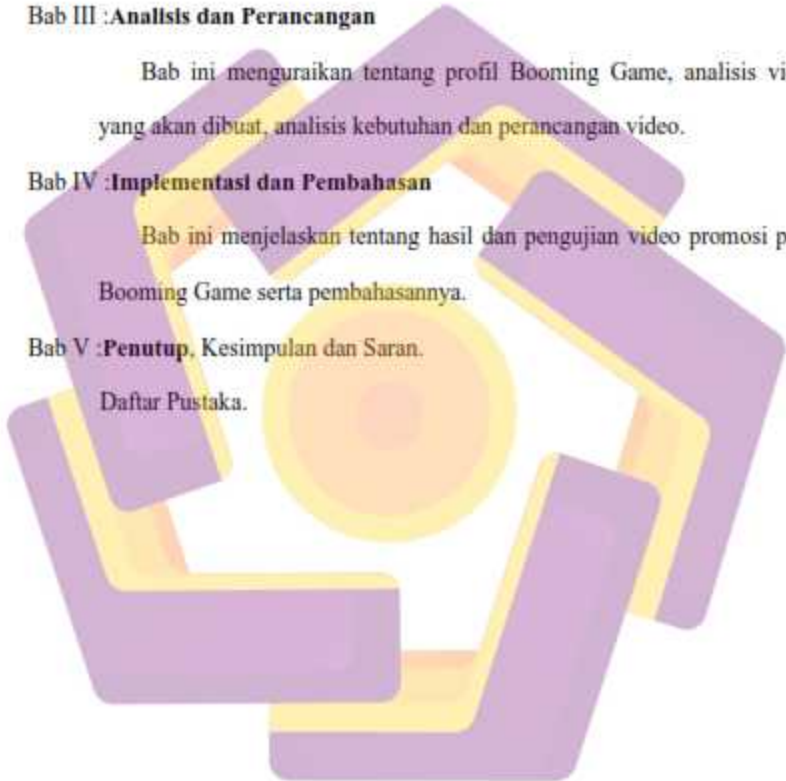 Bab III :Analisis dan Perancangan
Bab ini menguraikan tentang profil Booming Game, analisis
yang akan dibuat, analisis kebutuhan dan perancangan video.
Bab IV :Implementasi dan Pembahasan
Bab ini menjelaskan tentang hasil dan pengujian video promosi
Booming Game serta pembahasannya.
Bab V :Penutup, Kesimpulan dan Saran.
Daftar Pustaka.